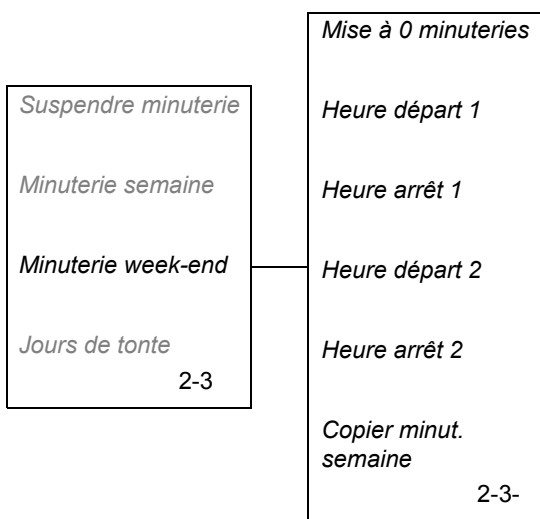 Suspendre minuterie
Minuterie semaine
Minuterie week-end
Jours de tonte
2-3
Mise à 0 minuteries
Heure départ 1
Heure arrêt 1
Heure départ 2
Heure arrêt 2
Copier minut.
semaine
2-3-